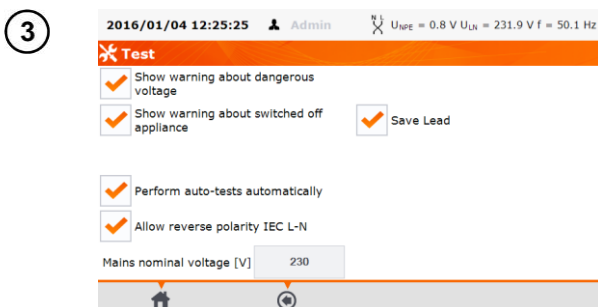 3
2016/01/04 12:25:25 Admin N L UNPE = 0.8 V ULN = 231.9 V f = 50.1 Hz
Test
Show warning about dangerous
voltage
Show warning about switched off
appliance
Save Lead
Perform auto-tests automatically
Allow reverse polarity IEC L-N
Mains nominal voltage [V] 230